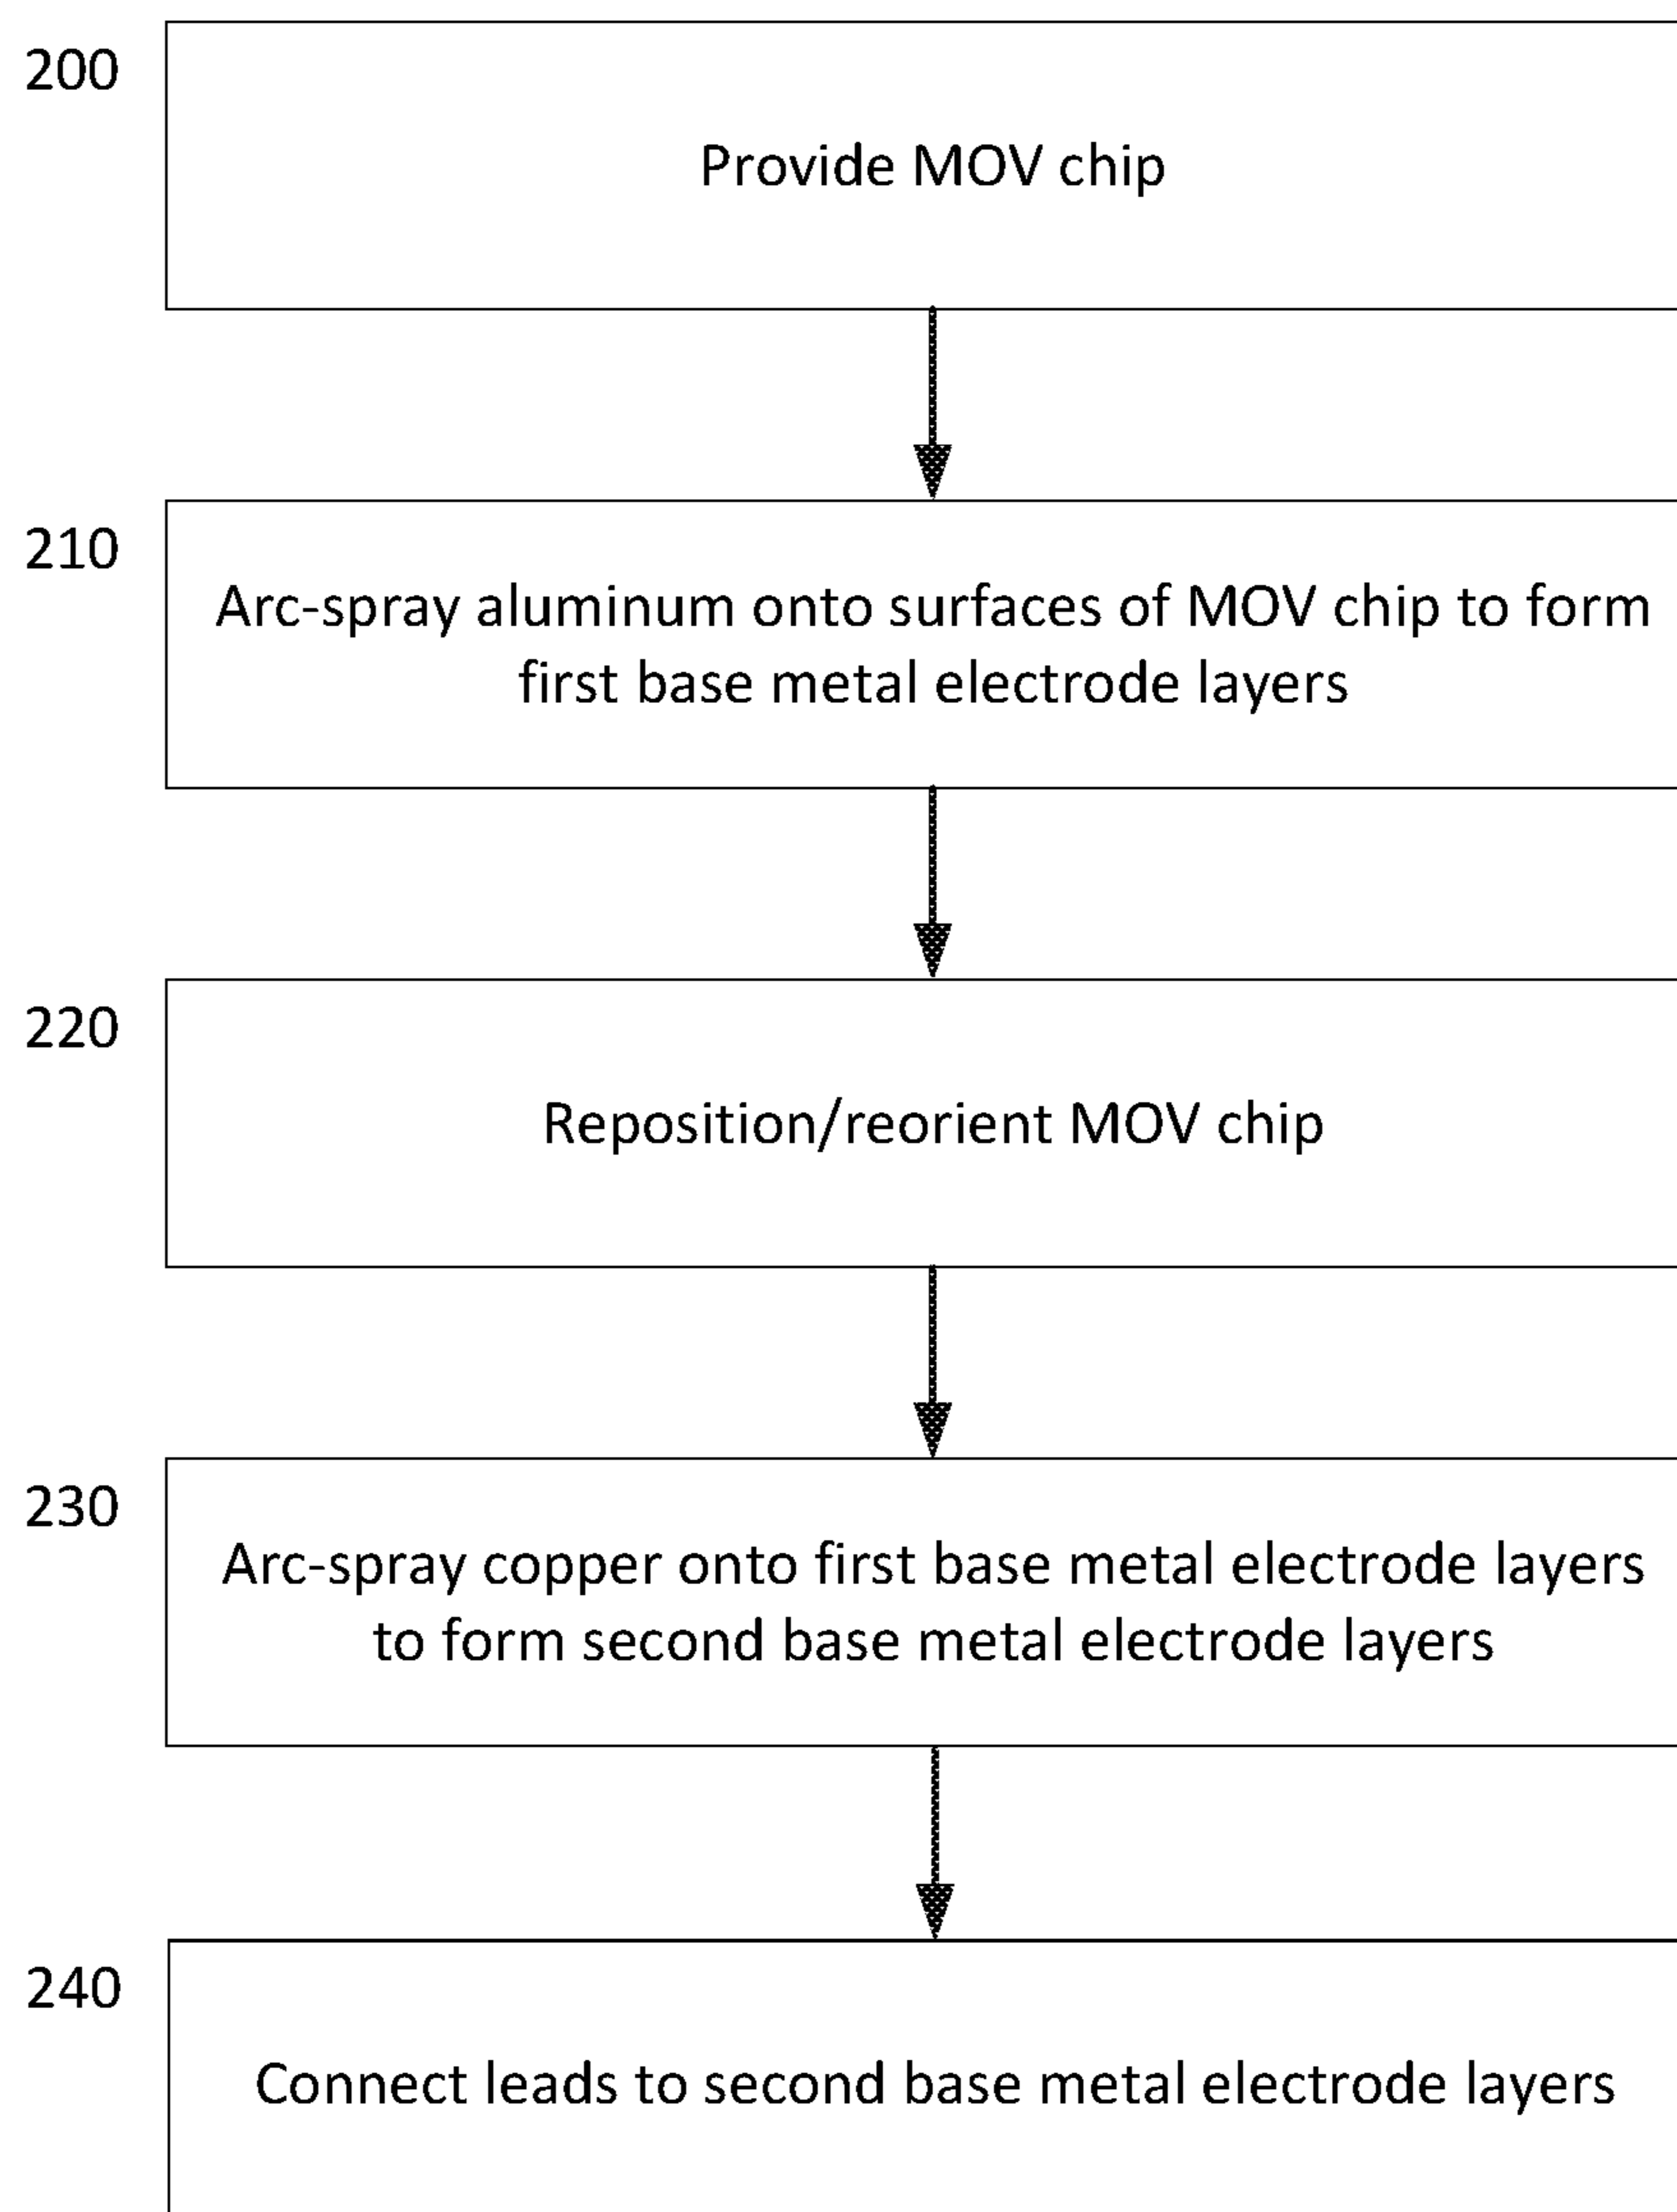 200
Provide MOV chip
210
Arc-spray aluminum onto surfaces of MOV chip to form
first base metal electrode layers
220
Reposition/reorient MOV chip
230
Arc-spray copper onto first base metal electrode layers
to form second base metal electrode layers
240
Connect leads to second base metal electrode layers